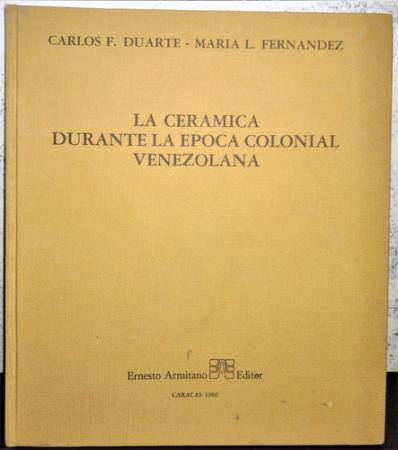 CARLOS F. DUARTE - MARIA L. FERNANDEZ
LA CERAMICA
DURANTE LA EPOCA COLONIAL
VENEZOLANA
Ernesto Armitano Editor
CARACAS 1980